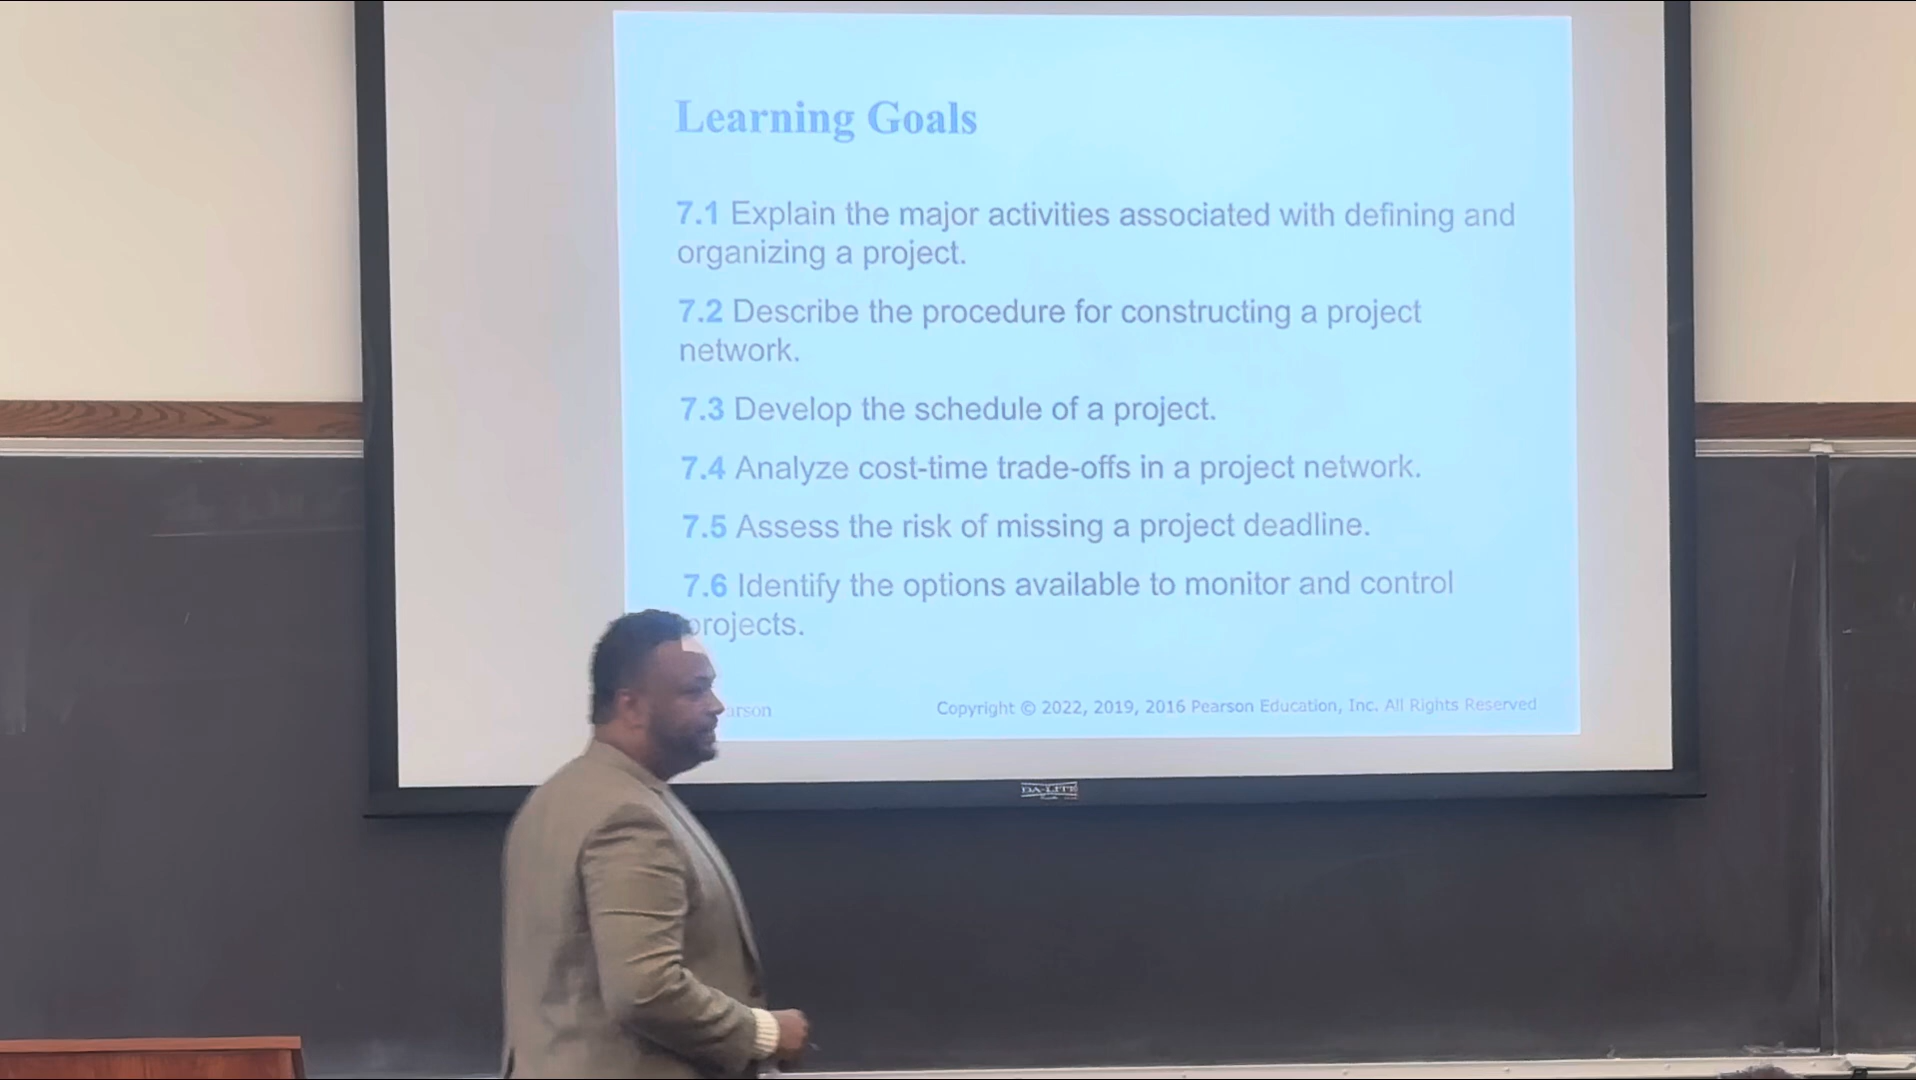 Learning Goals
7.1 Explain the major activities associated with defining and
organizing a project.
7.2 Describe the procedure for constructing a project
network.
7.3 Develop the schedule of a project.
7.4 Analyze cost-time trade-offs in a project network.
7.5 Assess the risk of missing a project deadline.
7.6 Identify the options available to monitor and control
projects.
Copyright © 2022, 2019, 2016 Pearson Education, Inc. All Rights Reserved
DA-LITE